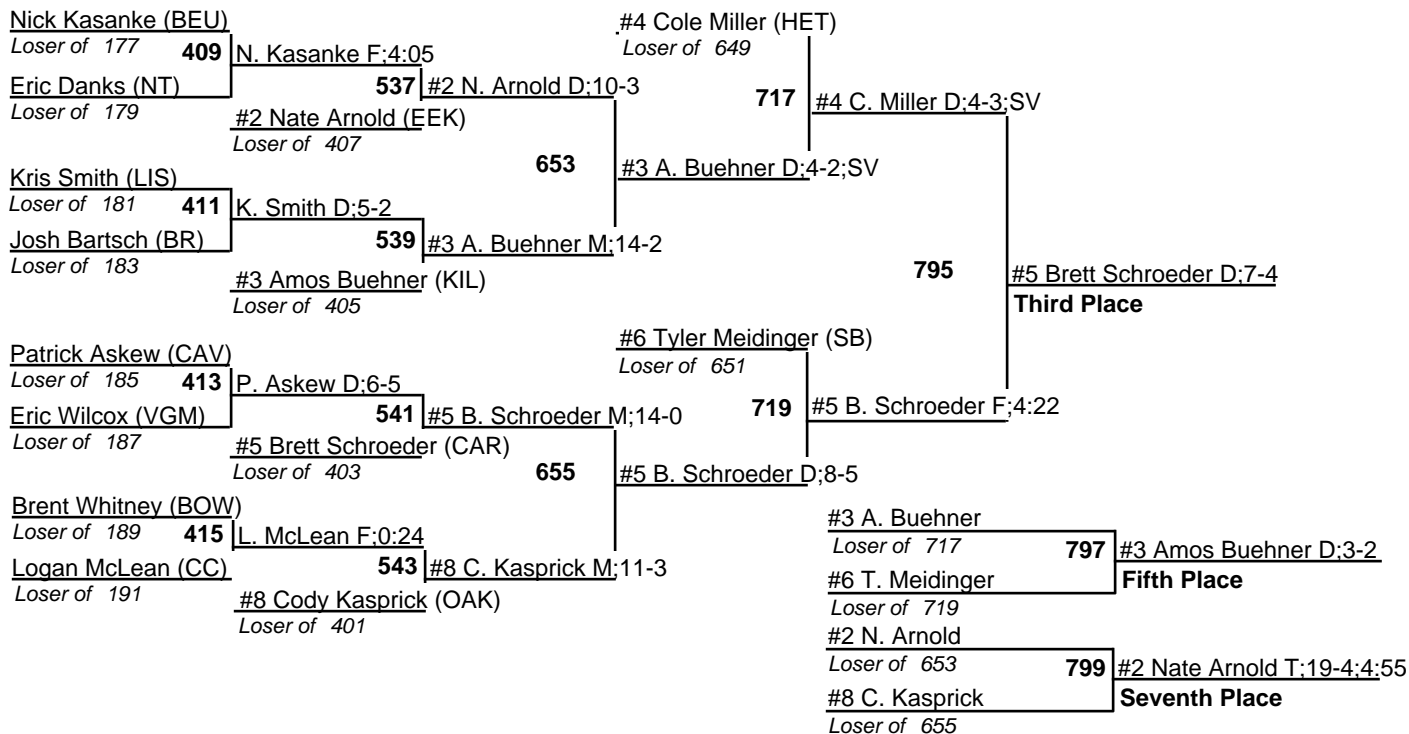 Nick Kasanke (BEU)
Loser of 177
409
N. Kasanke F;4:05
Eric Danks (NT)
Loser of 179
537
#2 N. Arnold D;10-3
#2 Nate Arnold (EEK)
Loser of 407
653
#3 A. Buehner D;4-2;SV
Kris Smith (LIS)
Loser of 181
411
K. Smith D;5-2
Josh Bartsch (BR)
Loser of 183
539
#3 A. Buehner M;14-2
#3 Amos Buehner (KIL)
Loser of 405
#4 Cole Miller (HET)
Loser of 649
717
#4 C. Miller D;4-3;SV
795
#5 Brett Schroeder D;7-4
Third Place
Patrick Askew (CAV)
Loser of 185
413
P. Askew D;6-5
Eric Wilcox (VGM)
Loser of 187
541
#5 B. Schroeder M;14-0
#5 Brett Schroeder (CAR)
Loser of 403
655
#5 B. Schroeder D;8-5
#6 Tyler Meidinger (SB)
Loser of 651
719
#5 B. Schroeder F;4:22
Brent Whitney (BOW)
Loser of 189
415
L. McLean F;0:24
Logan McLean (CC)
Loser of 191
543
#8 C. Kasprick M;11-3
#8 Cody Kasprick (OAK)
Loser of 401
#3 A. Buehner
Loser of 717
797
#3 Amos Buehner D;3-2
Fifth Place
#6 T. Meidinger
Loser of 719
#2 N. Arnold
Loser of 653
799
#2 Nate Arnold T;19-4;4:55
Seventh Place
#8 C. Kasprick
Loser of 655